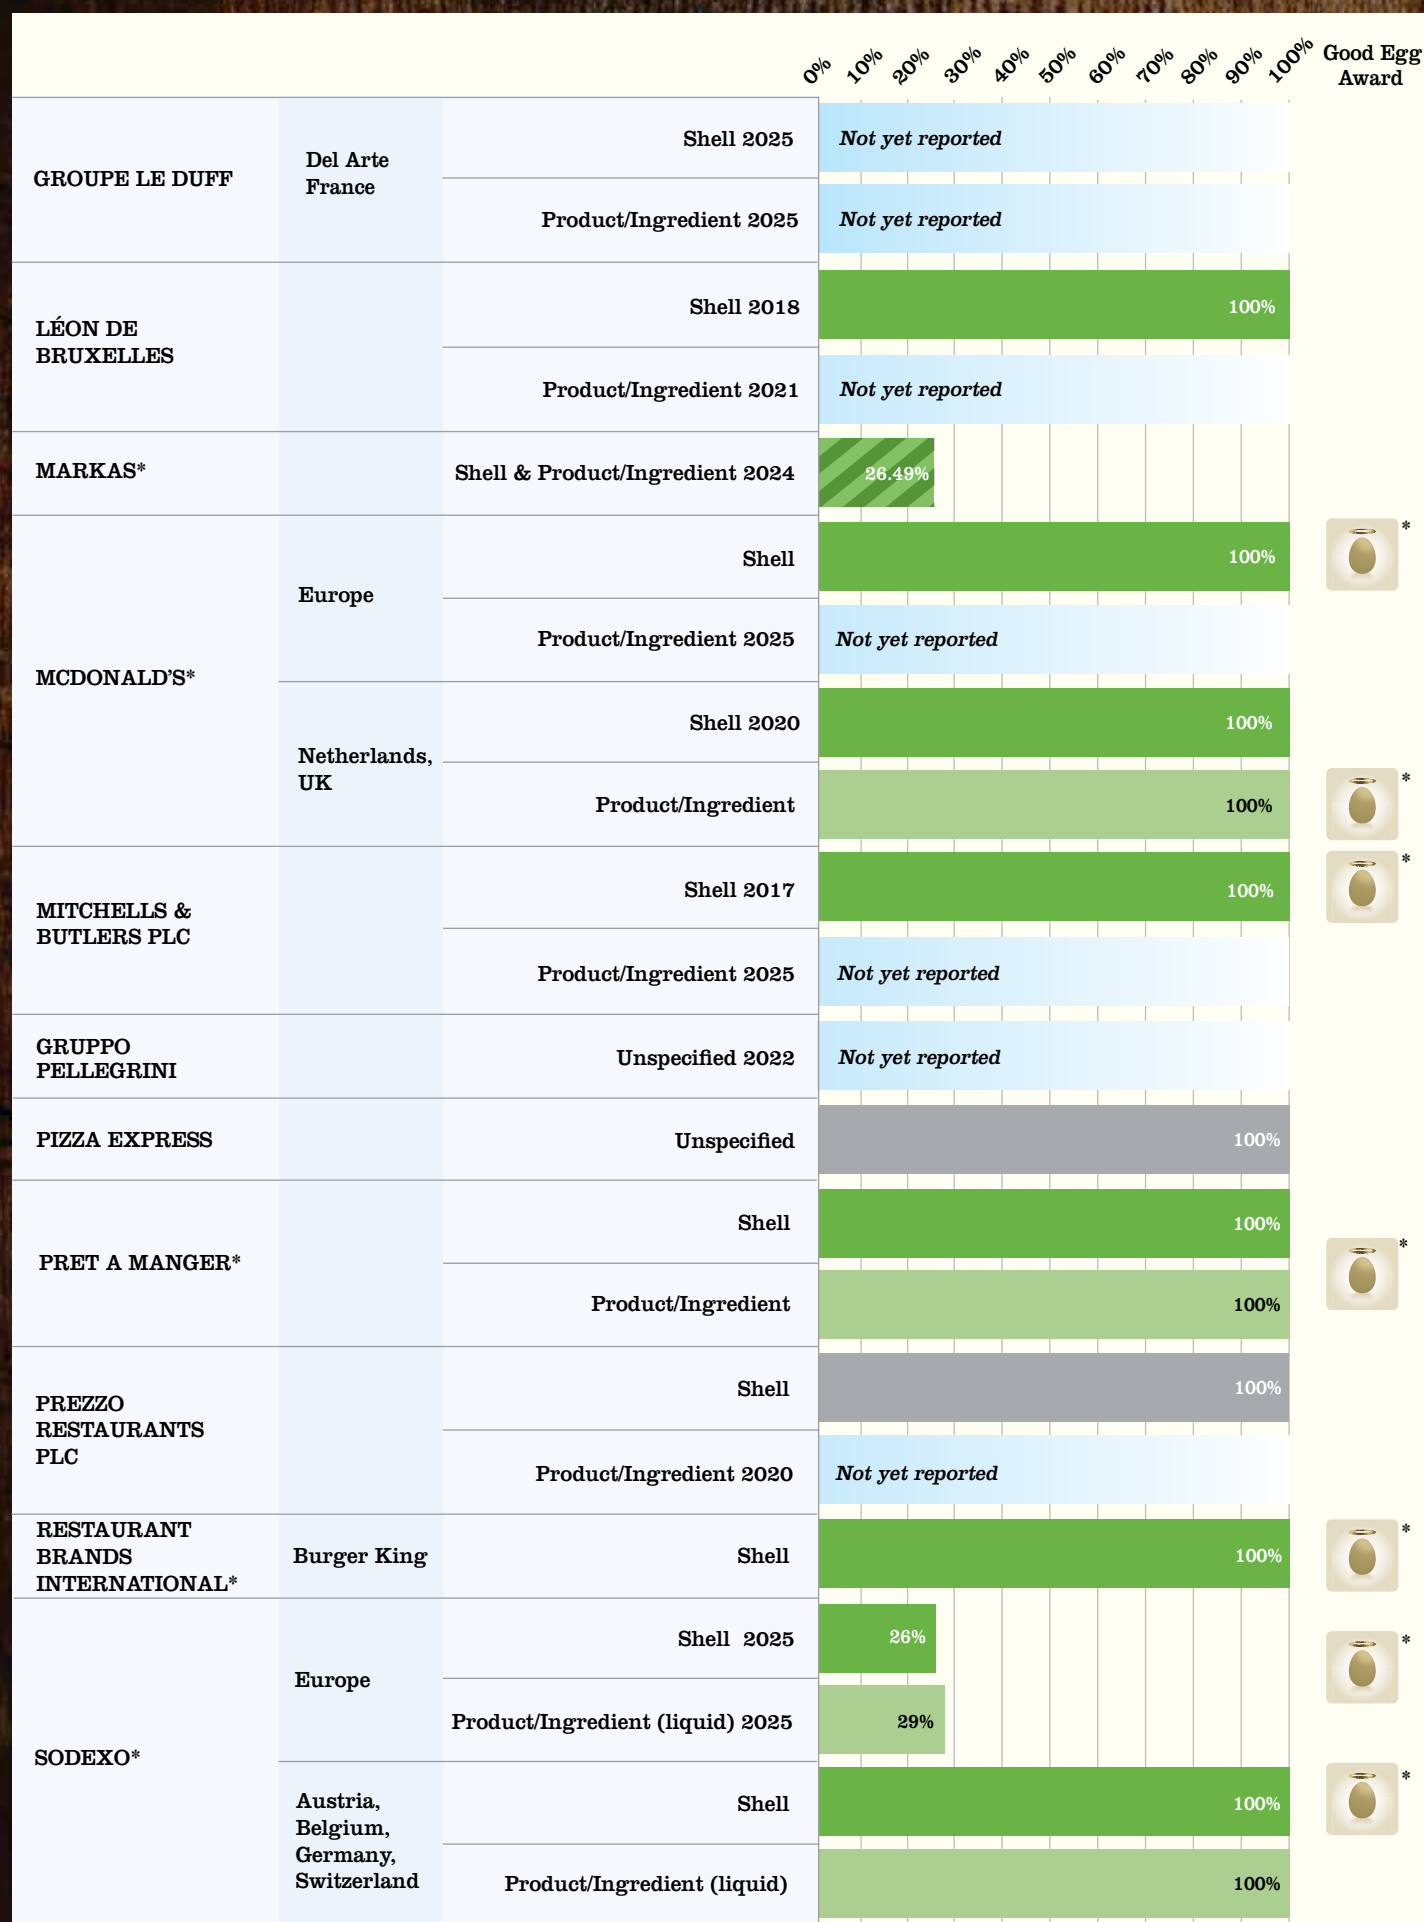 0% 10% 20% 30% 40% 50% 60% 70% 80% 90% 100%
Good Egg
Award
GROUPE LE DUFF
Del Arte
France
Shell 2025
Not yet reported
Product/Ingredient 2025
Not yet reported
LÉON DE
BRUXELLES
Shell 2018
100%
Product/Ingredient 2021
Not yet reported
MARKAS*
Shell & Product/Ingredient 2024
26.49%
MCDONALD'S*
Europe
Shell
100%
*
Product/Ingredient 2025
Not yet reported
Netherlands,
UK
Shell 2020
100%
Product/Ingredient
100%
*
MITCHELLS &
BUTLERS PLC
Shell 2017
100%
*
Product/Ingredient 2025
Not yet reported
GRUPPO
PELLEGRINI
Unspecified 2022
Not yet reported
PIZZA EXPRESS
Unspecified
100%
PRET A MANGER*
Shell
100%
*
Product/Ingredient
100%
PREZZO
RESTAURANTS
PLC
Shell
100%
Product/Ingredient 2020
Not yet reported
RESTAURANT
BRANDS
INTERNATIONAL*
Burger King
Shell
100%
*
SODEXO*
Europe
Shell 2025
26%
*
Product/Ingredient (liquid) 2025
29%
Austria,
Belgium,
Germany,
Switzerland
Shell
100%
*
Product/Ingredient (liquid)
100%